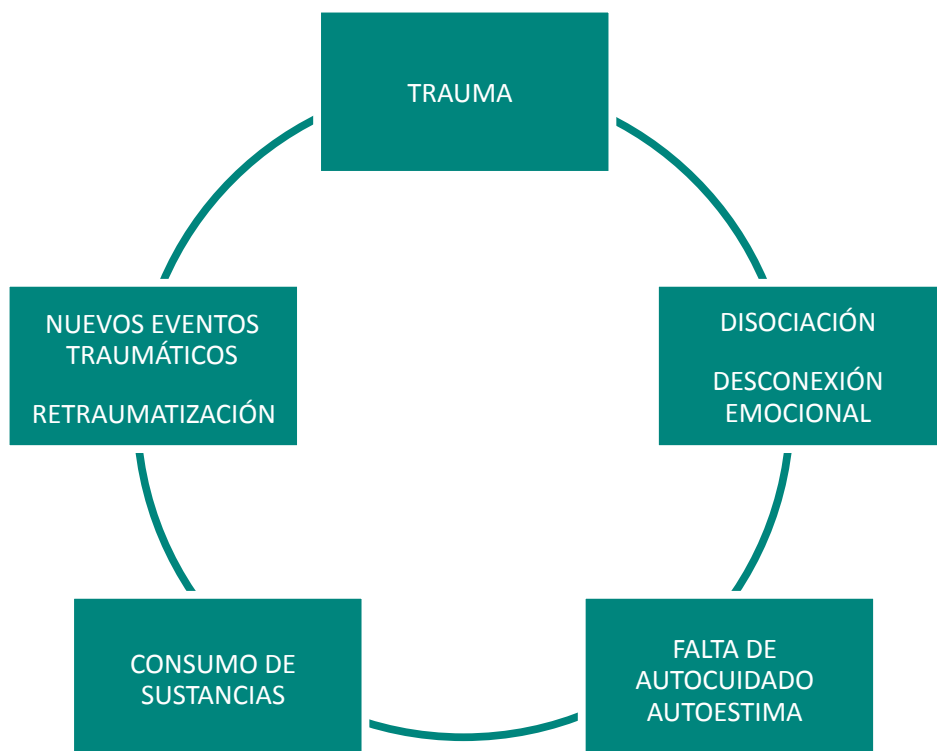 TRAUMA
DISOCIACIÓN
DESCONEXIÓN
EMOCIONAL
FALTA DE
AUTOCUIDADO
AUTOESTIMA
CONSUMO DE
SUSTANCIAS
NUEVOS EVENTOS
TRAUMÁTICOS
RETRAUMATIZACIÓN